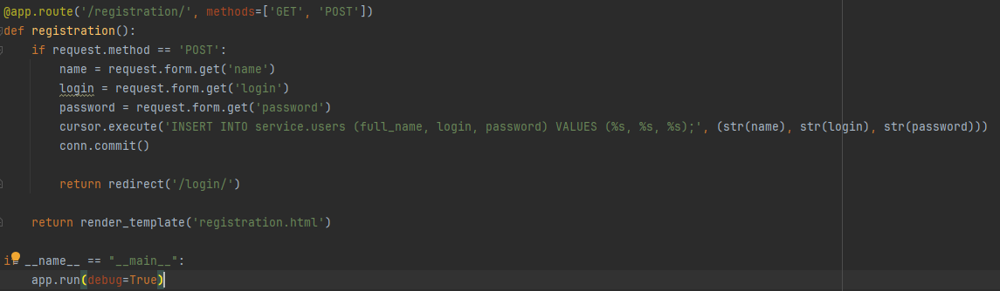 @app.route('/registration/', methods=['GET', 'POST'])
def registration():
    if request.method == 'POST':
        name = request.form.get('name')
        login = request.form.get('login')
        password = request.form.get('password')
        cursor.execute('INSERT INTO service.users (full_name, login, password) VALUES (%s, %s, %s);', (str(name), str(login), str(password)))
        conn.commit()
        return redirect('/login/')
    return render_template('registration.html')
if __name__ == "__main__":
    app.run(debug=True)